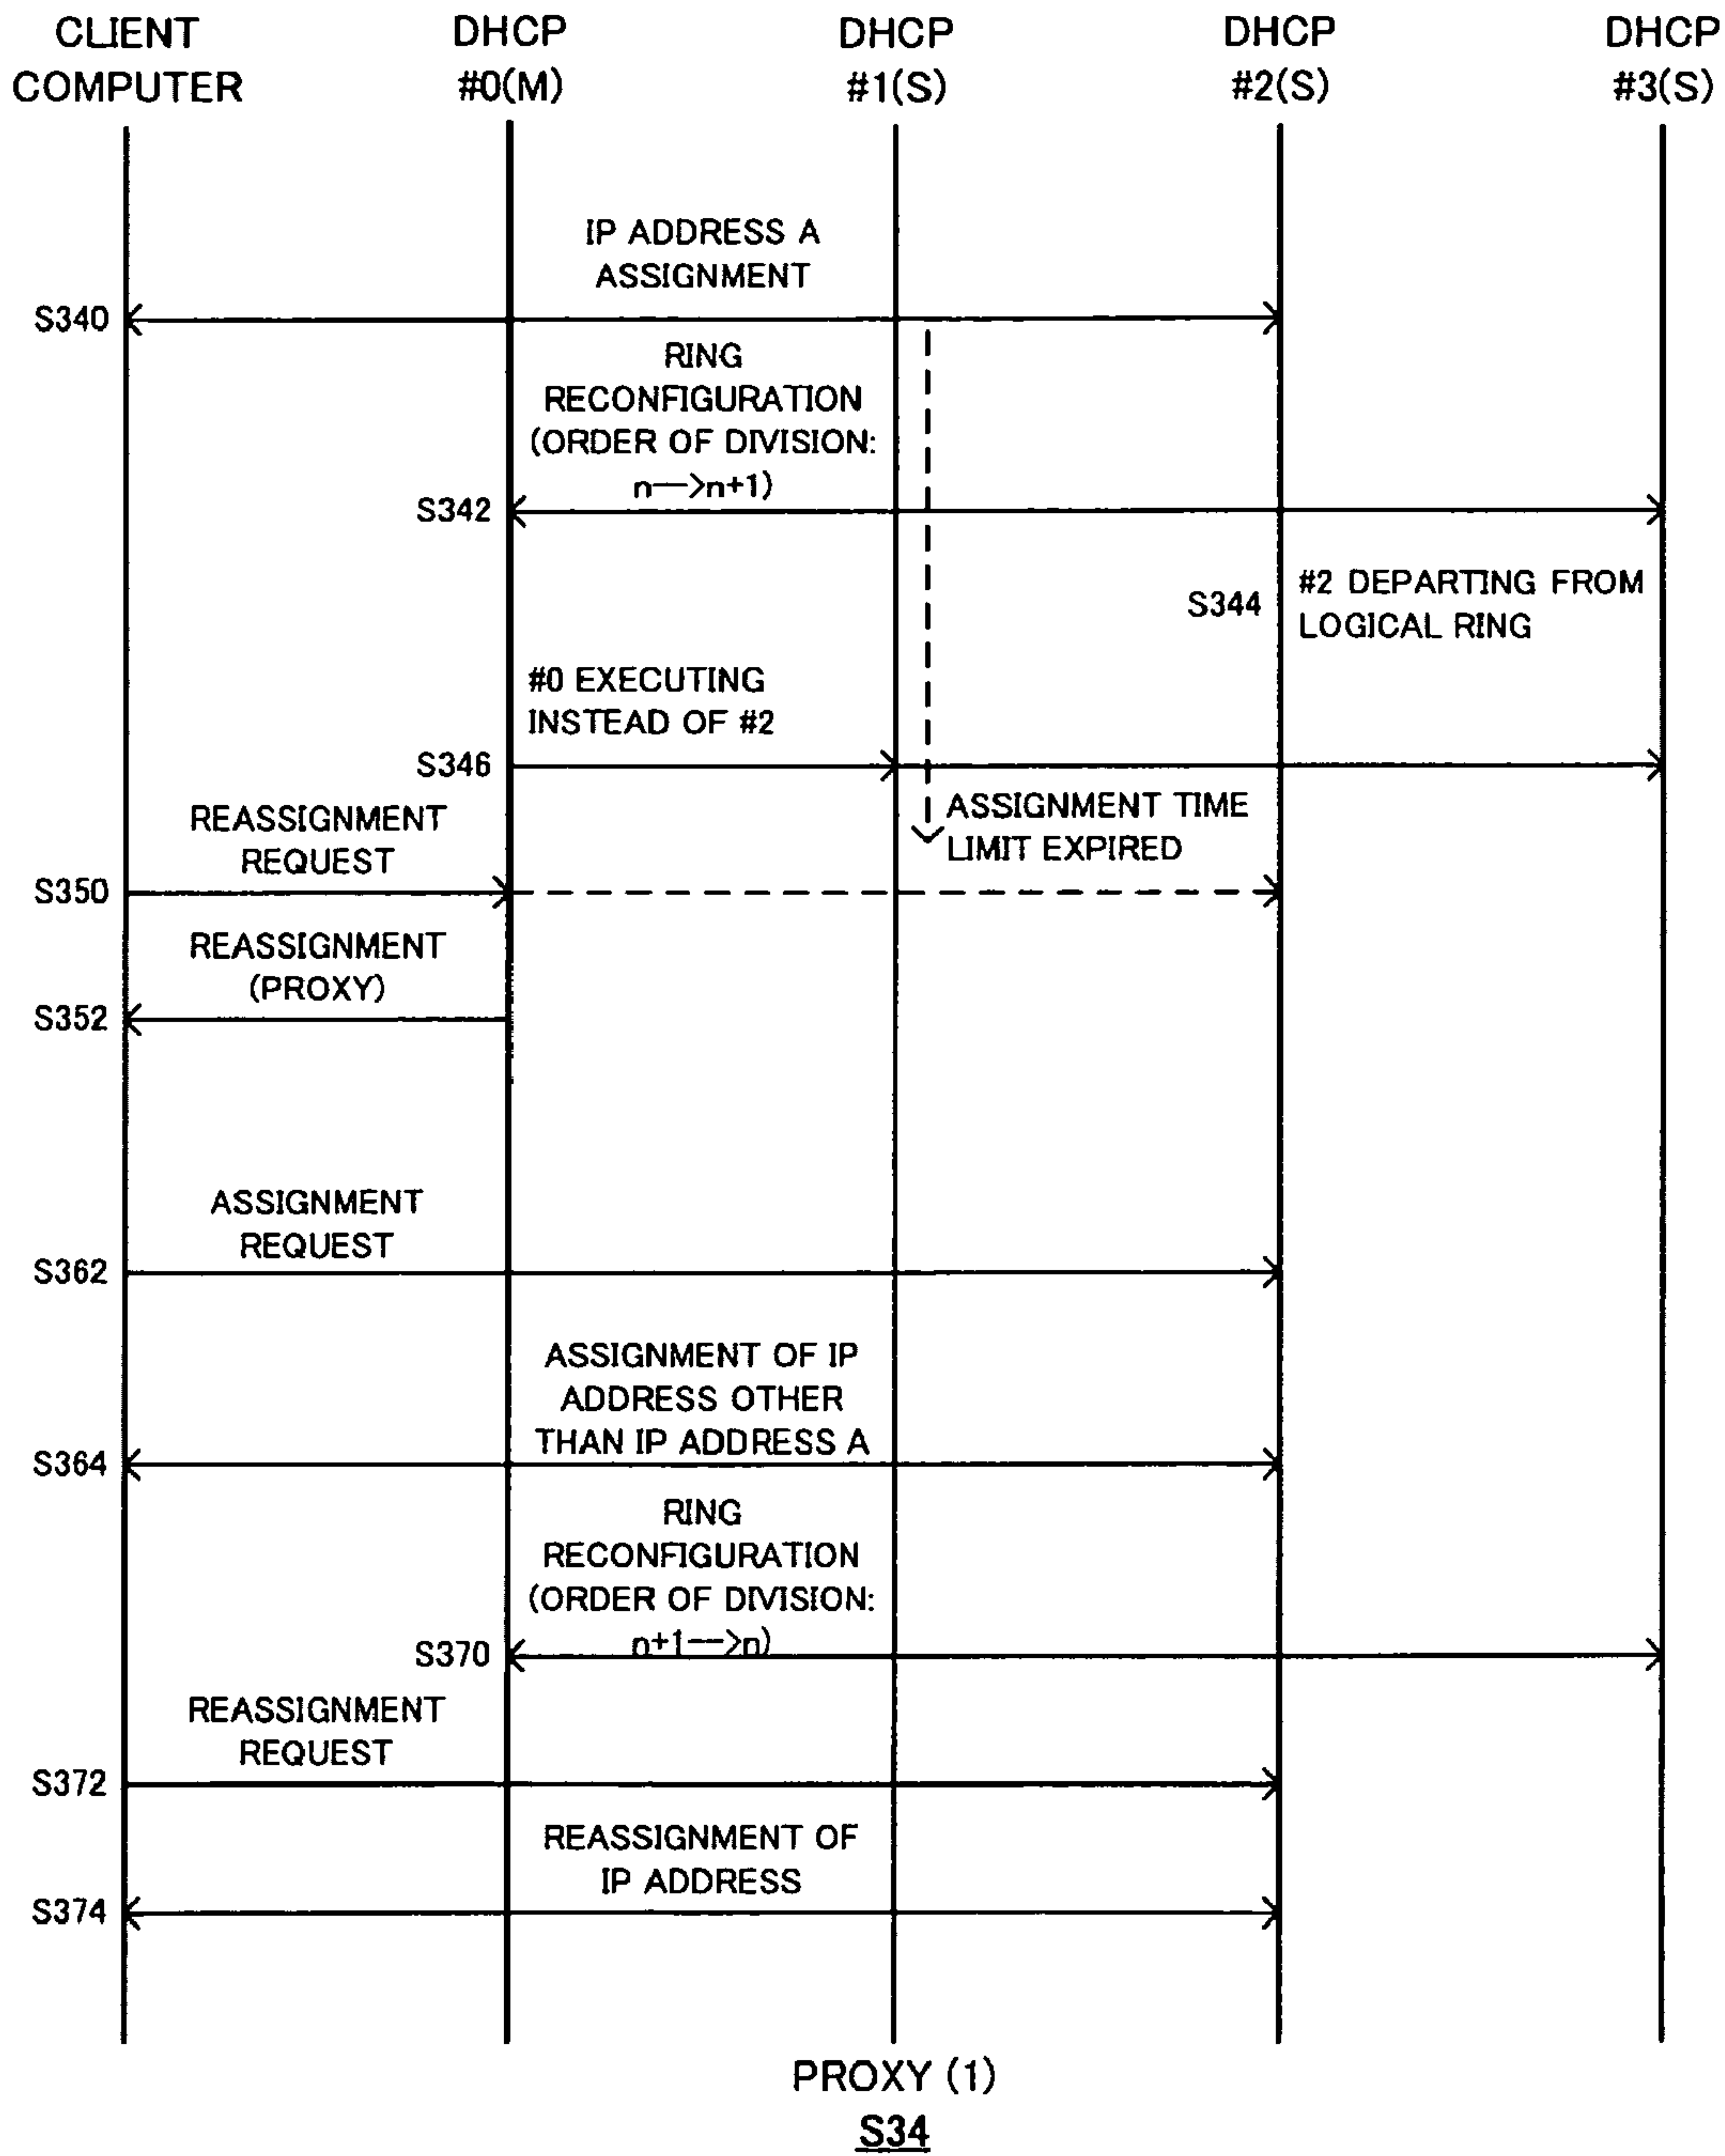 CLIENT
COMPUTER
DHCP
#0(M)
DHCP
#1(S)
DHCP
#2(S)
DHCP
#3(S)
IP ADDRESS A
ASSIGNMENT
S340
RING
RECONFIGURATION
(ORDER OF DIVISION:
n—>n+1)
S342
S344
#2 DEPARTING FROM
LOGICAL RING
#0 EXECUTING
INSTEAD OF #2
S346
ASSIGNMENT TIME
LIMIT EXPIRED
REASSIGNMENT
REQUEST
S350
REASSIGNMENT
(PROXY)
S352
ASSIGNMENT
REQUEST
S362
ASSIGNMENT OF IP
ADDRESS OTHER
THAN IP ADDRESS A
S364
RING
RECONFIGURATION
(ORDER OF DIVISION:
n+1—>n)
S370
REASSIGNMENT
REQUEST
S372
REASSIGNMENT OF
IP ADDRESS
S374
PROXY (1)
S34